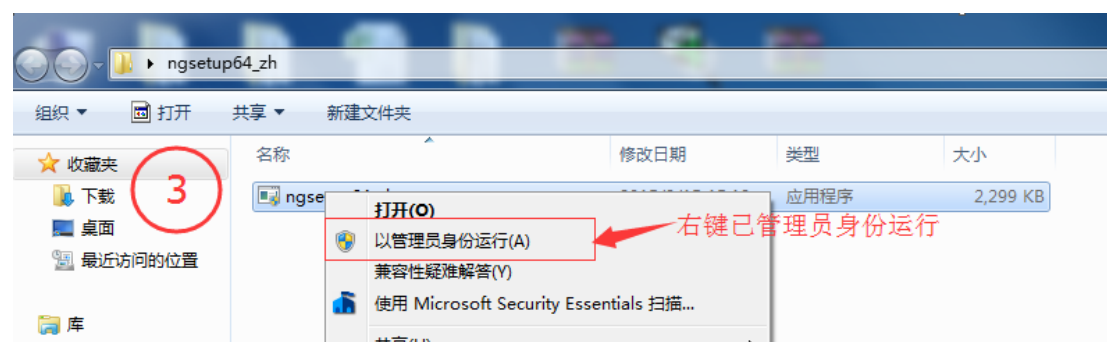 ngsetup64_zh
组织 打开 共享 新建文件夹
名称 修改日期 类型 大小
收藏夹
下载
桌面
最近访问的位置
库
3
ngse 应用程序 2,299 KB
打开(O)
以管理员身份运行(A)
兼容性疑难解答(Y)
使用 Microsoft Security Essentials 扫描...
右键已管理员身份运行